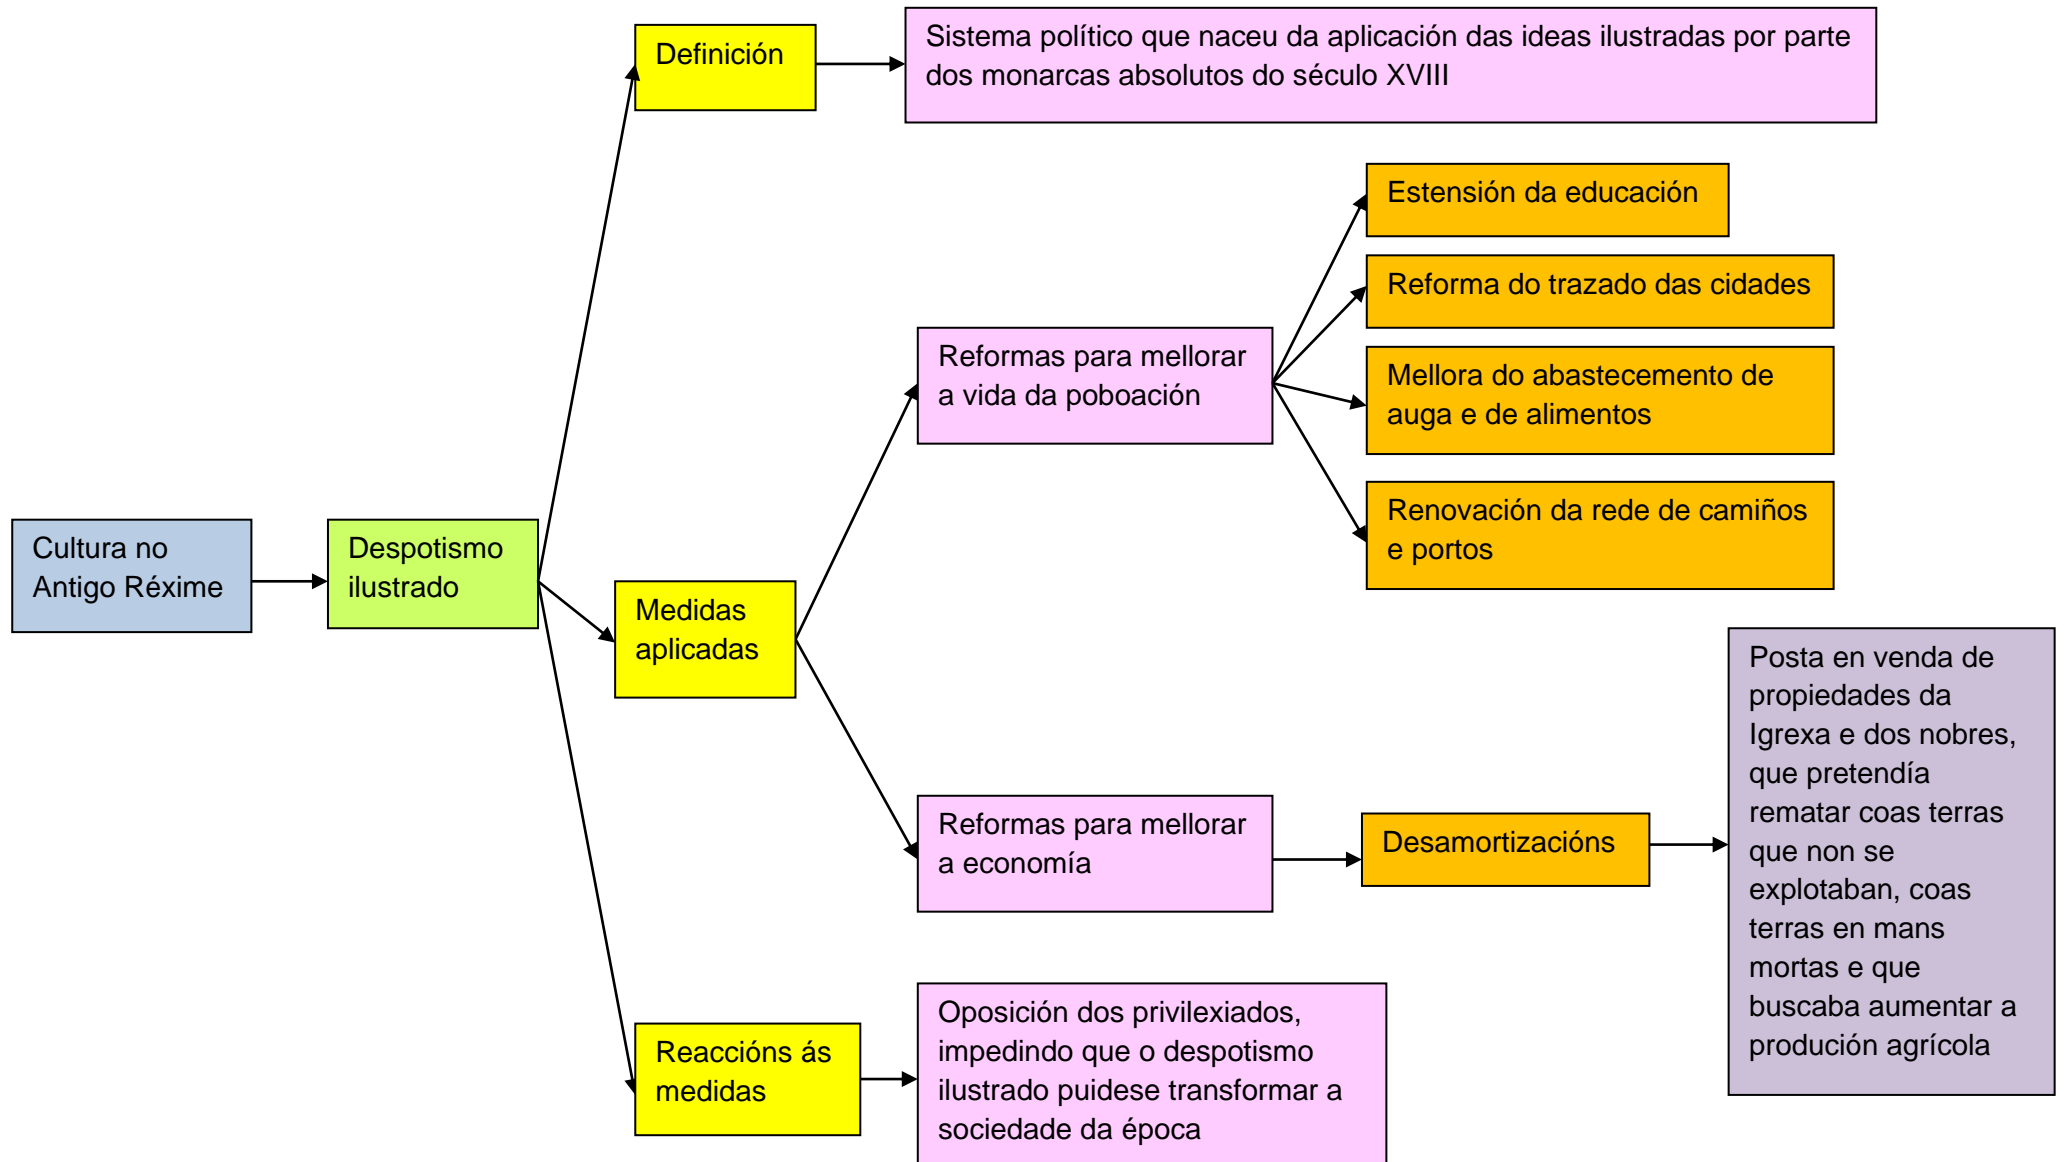 Cultura no
Antigo Réxime
Despotismo
ilustrado
Definición
Sistema político que naceu da aplicación das ideas ilustradas por parte
dos monarcas absolutos do século XVIII
Medidas
aplicadas
Reformas para mellorar
a vida da poboación
Estensión da educación
Reforma do trazado das cidades
Mellora do abastecemento de
auga e de alimentos
Renovación da rede de camiños
e portos
Reformas para mellorar
a economía
Desamortizacións
Posta en venda de
propiedades da
Igrexa e dos nobres,
que pretendía
rematar coas terras
que non se
explotaban, coas
terras en mans
mortas e que
buscaba aumentar a
produción agrícola
Reaccións ás
medidas
Oposición dos privilexiados,
impedindo que o despotismo
ilustrado puidese transformar a
sociedade da época